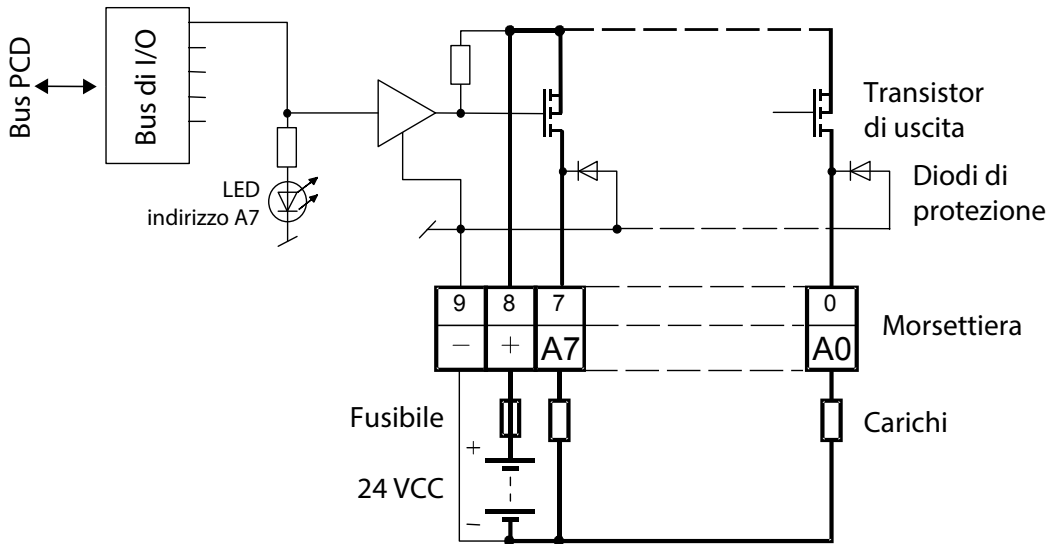 Bus PCD
Bus di I/O
LED
indirizzo A7
Transistor
di uscita
Diodi di
protezione
9 8 7 0
− + A7 A0
Morsettiera
Fusibile
Carichi
+
24 VCC
−